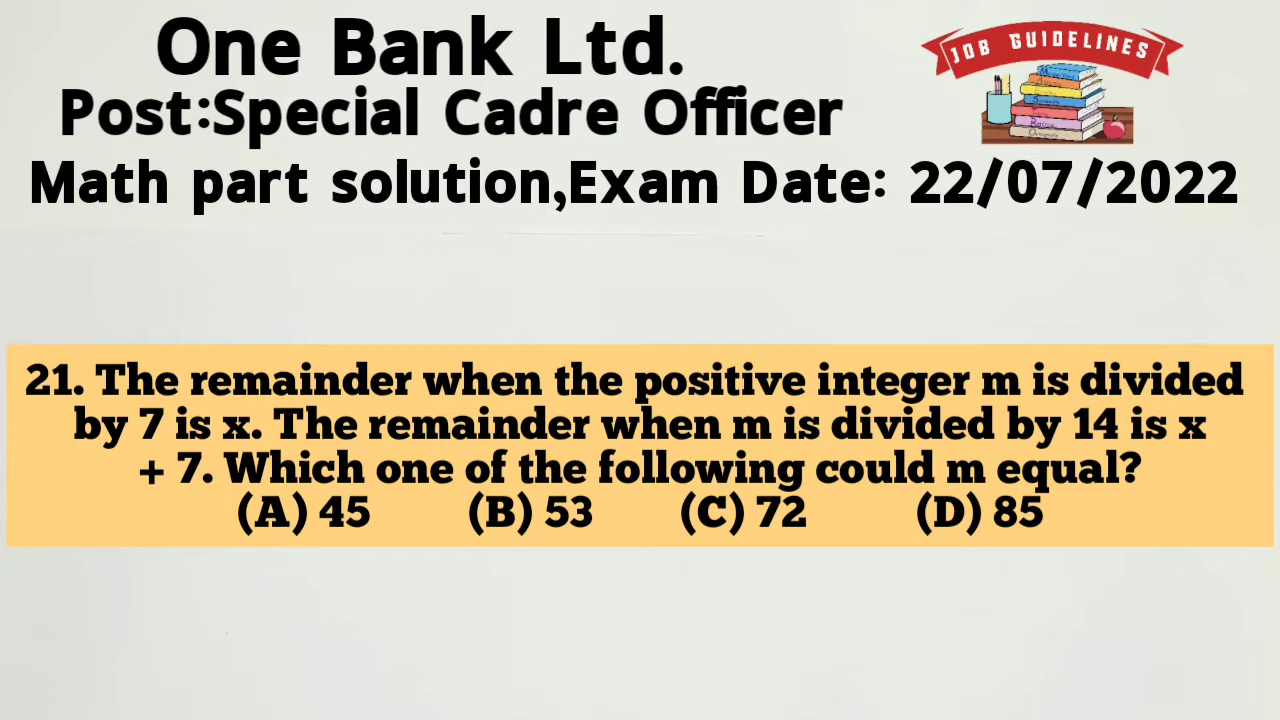 One Bank Ltd.
JOB GUIDELINES
Post:Special Cadre Officer
Math part solution,Exam Date: 22/07/2022
21. The remainder when the positive integer m is divided
by 7 is x. The remainder when m is divided by 14 is x
+ 7. Which one of the following could m equal?
(A) 45 (B) 53 (C) 72 (D) 85